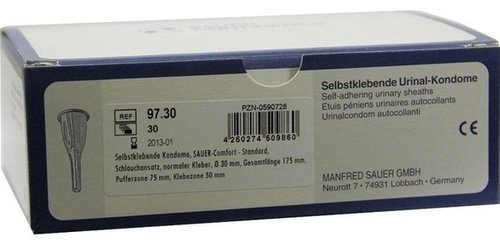 REF 97.30
30
2013-01
PZN-0590728
4 250274 509860
Selbstklebende Kondome, SAUER-Comfort - Standard,
Schlauchansatz, normaler Kleber, Ø 30 mm, Gesamtlänge 175 mm,
Pufferzone 75 mm, Klebezone 50 mm
Selbstklebende Urinal-Kondome
Self-adhering urinary sheaths
Etuis péniens urinaires autocollants
Urinalcondom autocollanti
CE
MANFRED SAUER GMBH
Neurott 7 • 74931 Lobbach • Germany